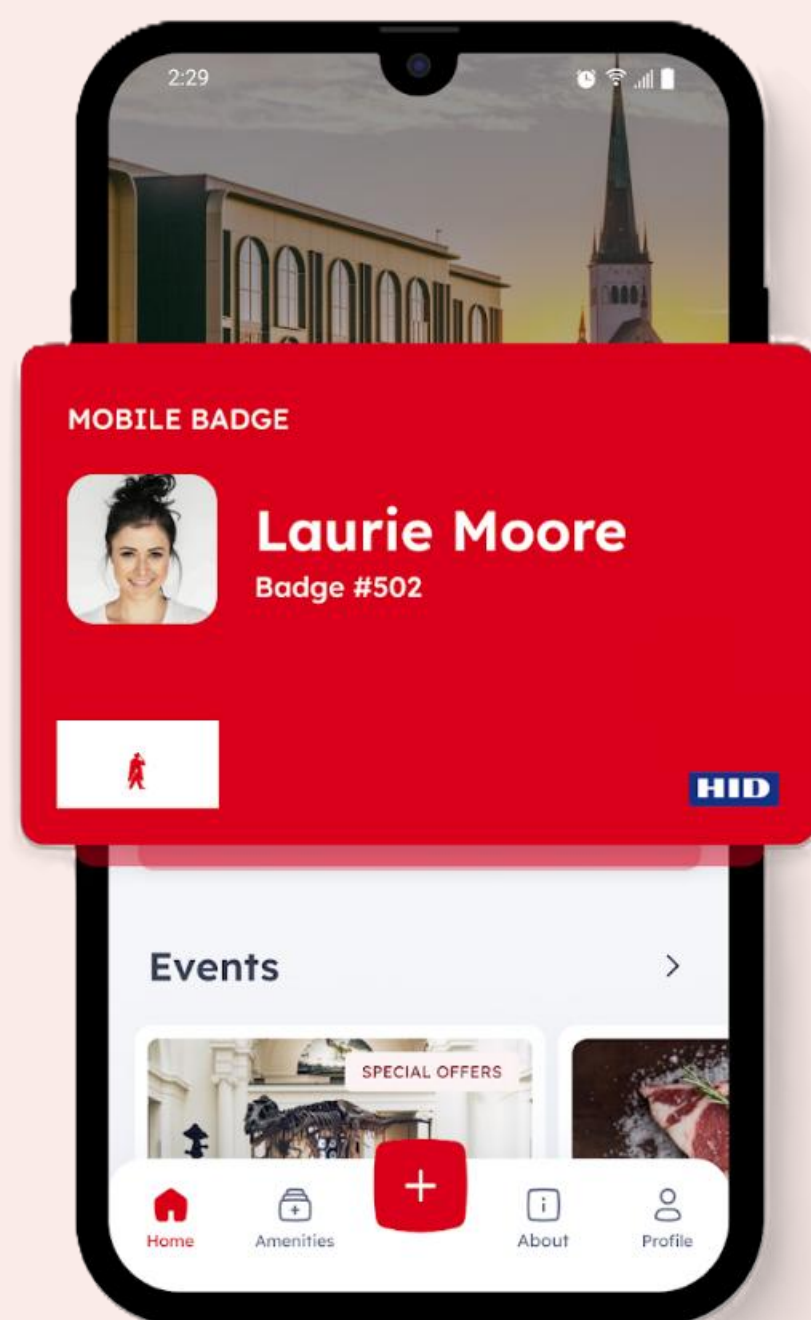 2:29
MOBILE BADGE
Laurie Moore
Badge #502
HID
Events
SPECIAL OFFERS
Home
Amenities
About
Profile